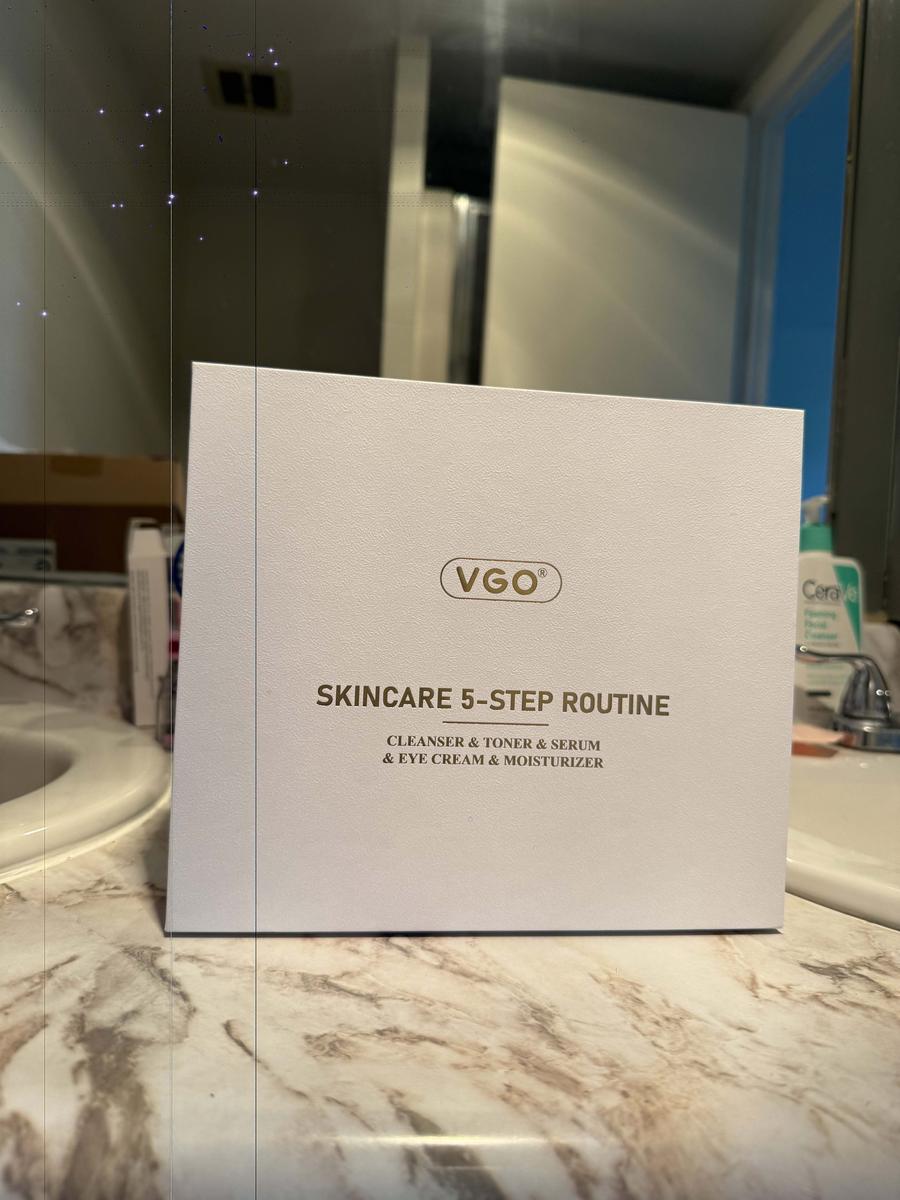 VGO®
SKINCARE 5-STEP ROUTINE
CLEANSER & TONER & SERUM
& EYE CREAM & MOISTURIZER
CeraVe
Foaming
Facial
Cleanser